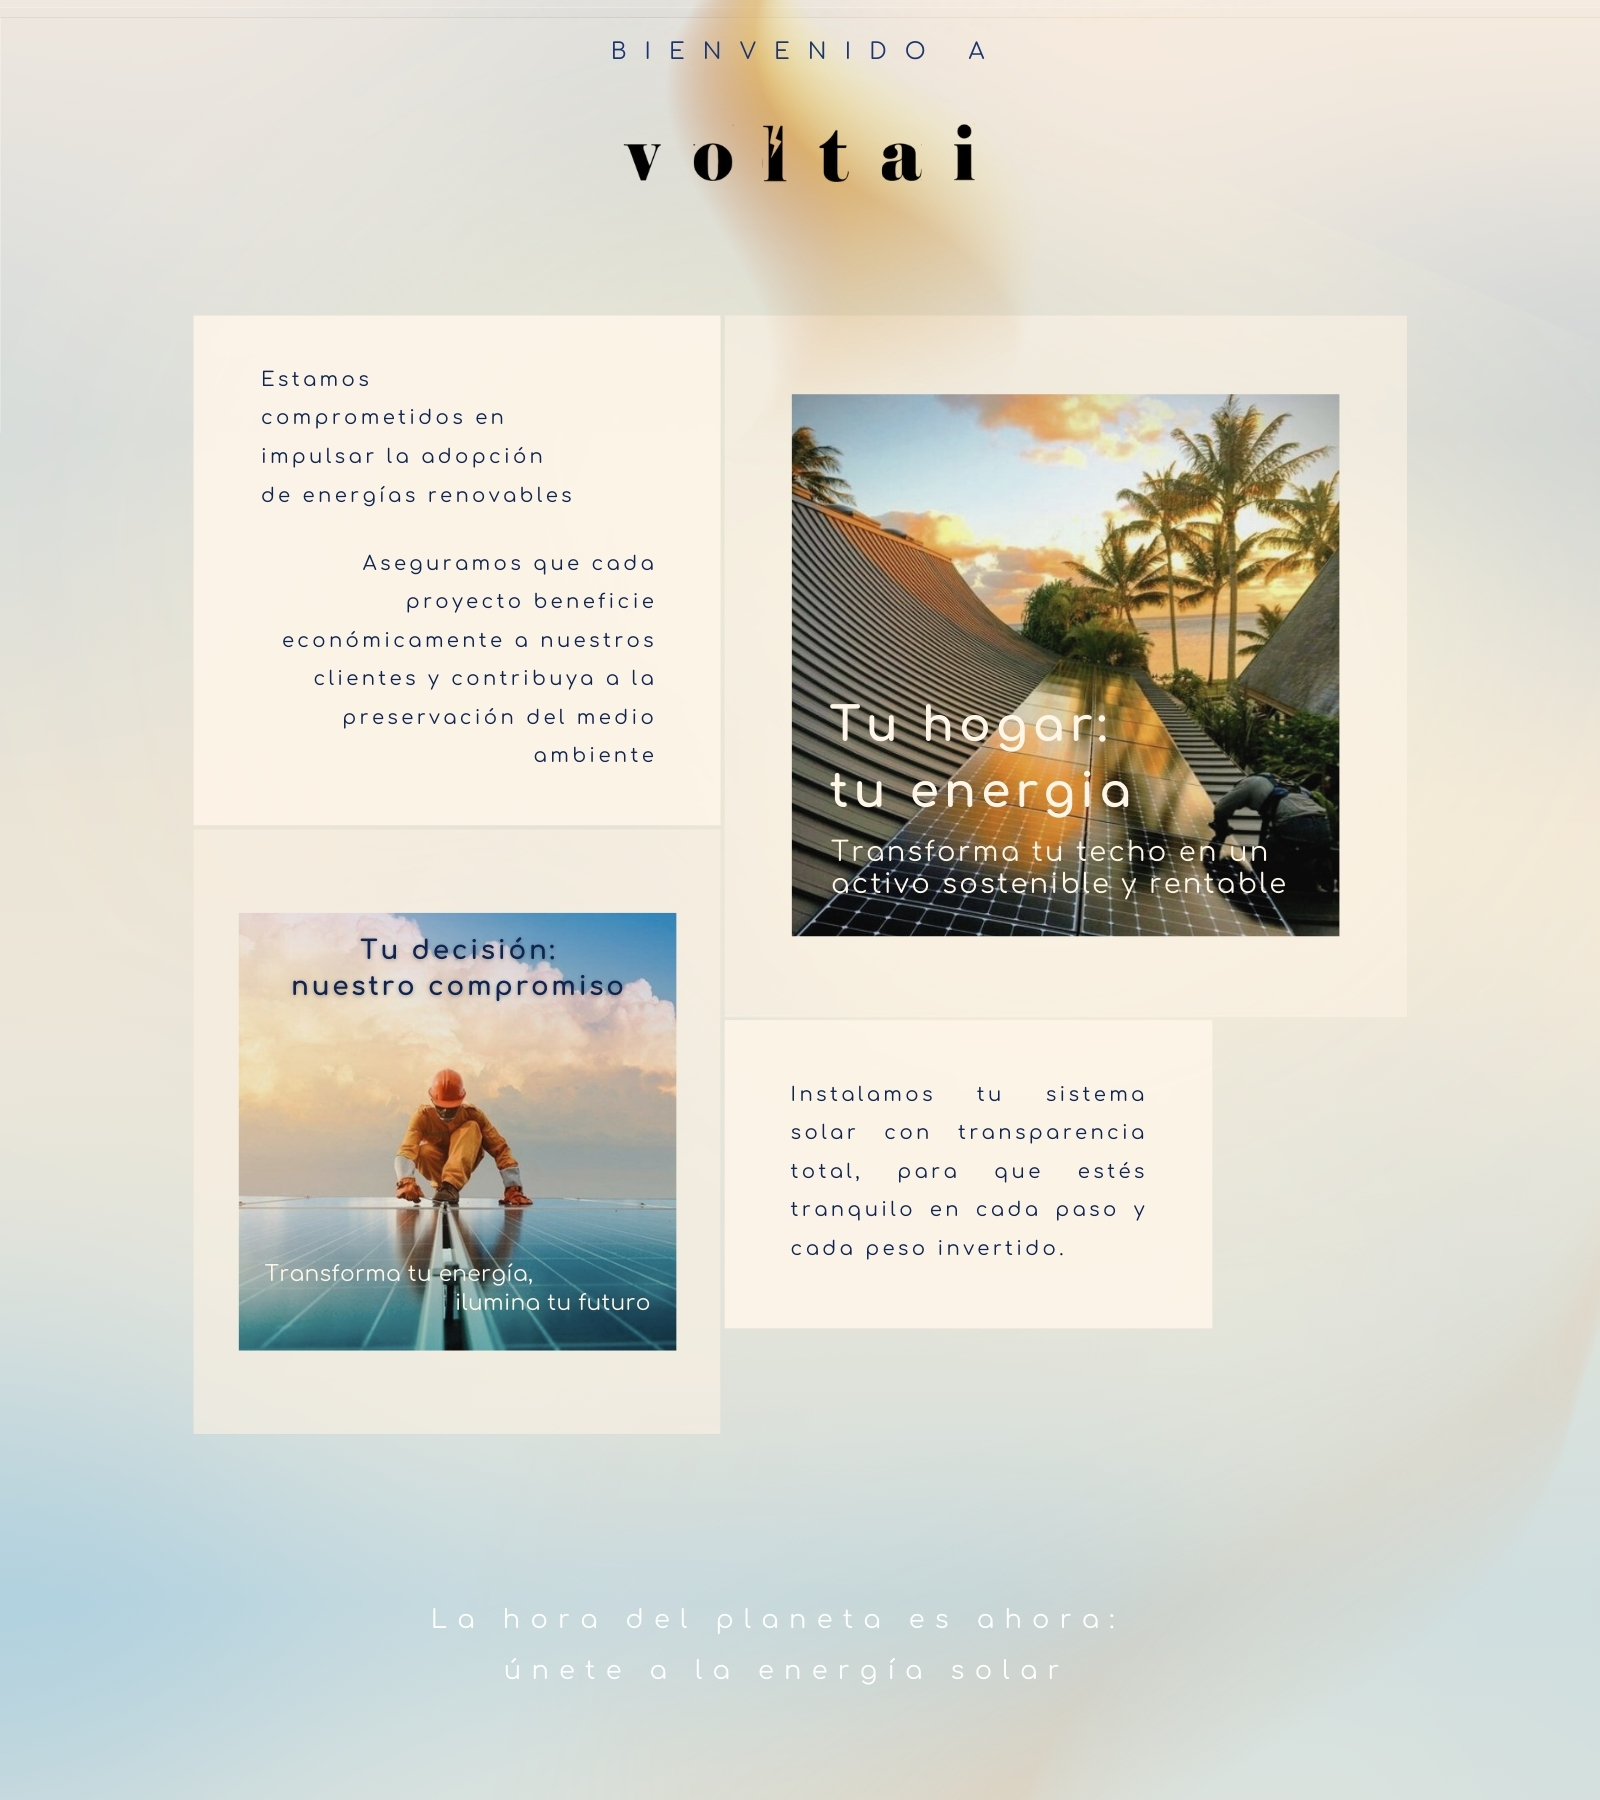 BIENVENIDO A
voltai
Estamos
comprometidos en
impulsar la adopción
de energías renovables
Aseguramos que cada
proyecto beneficie
económicamente a nuestros
clientes y contribuya a la
preservación del medio
ambiente
Tu hogar:
tu energia
Transforma tu techo en un
activo sostenible y rentable
Tu decisión:
nuestro compromiso
Transforma tu energía,
ilumina tu futuro
Instalamos tu sistema
solar con transparencia
total, para que estés
tranquilo en cada paso y
cada peso invertido.
La hora del planeta es ahora:
únete a la energía solar